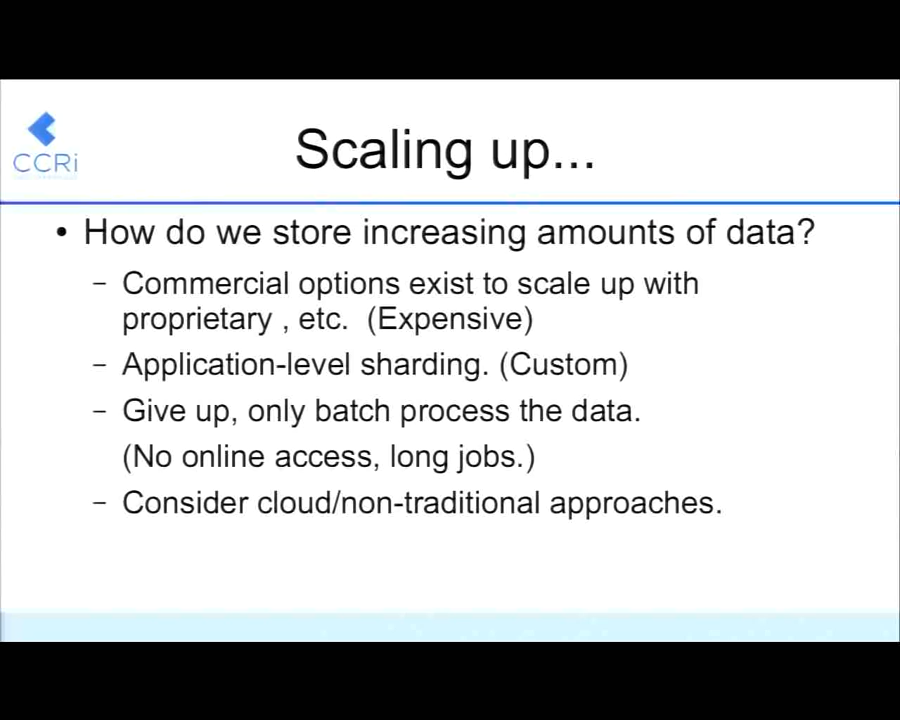 CCRi
Scaling up...
• How do we store increasing amounts of data?
– Commercial options exist to scale up with
proprietary , etc.  (Expensive)
– Application-level sharding. (Custom)
– Give up, only batch process the data.
(No online access, long jobs.)
– Consider cloud/non-traditional approaches.